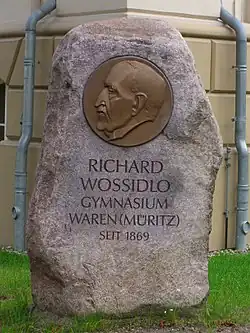 RICHARD
WOSSIDLO
GYMNASIUM
WAREN(MÜRITZ)
SEIT 1869